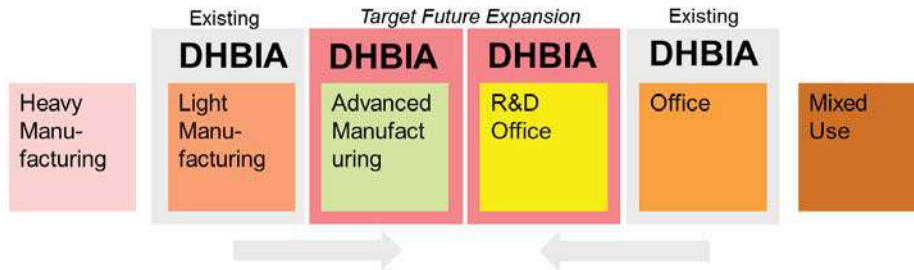 Existing
Target Future Expansion
Existing
DHBIA
DHBIA
DHBIA
DHBIA
Heavy
Manu-
facturing
Light
Manu-
facturing
Advanced
Manufact
uring
R&D
Office
Office
Mixed
Use